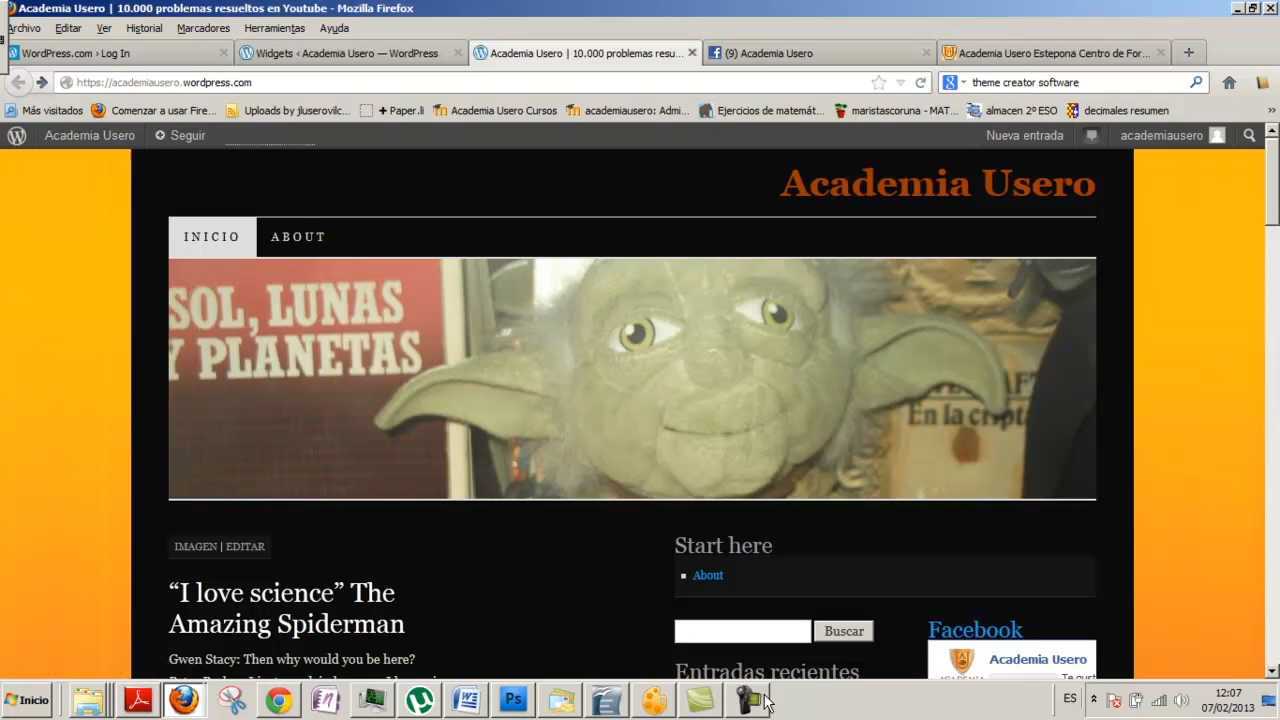 Academia Usero | 10.000 problemas resueltos en Youtube - Mozilla Firefox
Archivo Editar Ver Historial Marcadores Herramientas Ayuda
WordPress.com › Log In
Widgets ‹ Academia Usero — WordPress
Academia Usero | 10.000 problemas resu...
(9) Academia Usero
Academia Usero Estepona Centro de For...
https://academiausero.wordpress.com
theme creator software
Más visitados Comenzar a usar Fire... Uploads by jluserovilc... + Paper.li Academia Usero Cursos academiausero: Admi... Ejercicios de matemát... maristascoruna - MAT... almacen 2º ESO decimales resumen
Academia Usero Seguir Nueva entrada academiausero
Academia Usero
INICIO ABOUT
SOL, LUNAS
Y PLANETAS
En la cripta
IMAGEN | EDITAR
Start here
About
“I love science” The
Amazing Spiderman
Buscar
Facebook
Gwen Stacy: Then why would you be here?
Entradas recientes
Academia Usero
Inicio
ES
12:07
07/02/2013